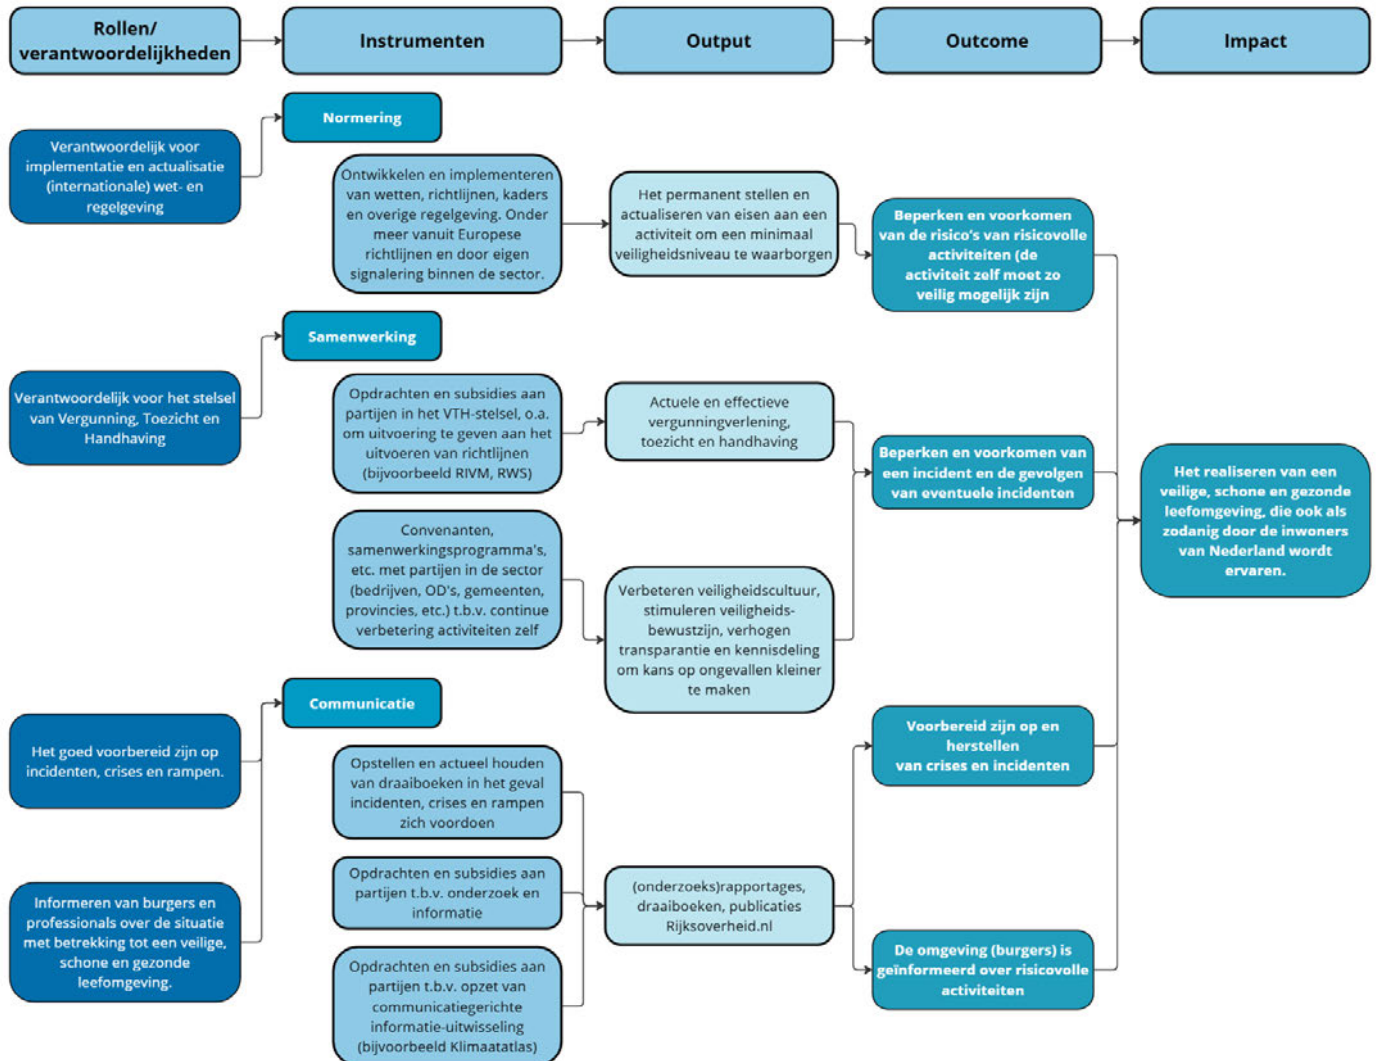 Rollen/
verantwoordelijkheden
Instrumenten
Output
Outcome
Impact
Normering
Verantwoordelijk voor
implementatie en actualisatie
(internationale) wet- en
regelgeving
Ontwikkelen en implementeren
van wetten, richtlijnen, kaders
en overige regelgeving. Onder
meer vanuit Europese
richtlijnen en door eigen
signalering binnen de sector.
Het permanent stellen en
actualiseren van eisen aan een
activiteit om een minimaal
veiligheidsniveau te waarborgen
Beperken en voorkomen
van de risico's van risicovolle
activiteiten (de
activiteit zelf moet zo
veilig mogelijk zijn
Samenwerking
Verantwoordelijk voor het stelsel
van Vergunning, Toezicht en
Handhaving
Opdrachten en subsidies aan
partijen in het VTH-stelsel, o.a.
om uitvoering te geven aan het
uitvoeren van richtlijnen
(bijvoorbeeld RIVM, RWS)
Actuele en effectieve
vergunningverlening,
toezicht en handhaving
Beperken en voorkomen van
een incident en de gevolgen
van eventuele incidenten
Het realiseren van een
veilige, schone en gezonde
leefomgeving, die ook als
zodanig door de inwoners
van Nederland wordt
ervaren.
Convenanten,
samenwerkingsprogramma's,
etc. met partijen in de sector
(bedrijven, OD's, gemeenten,
provincies, etc.) t.b.v. continue
verbetering activiteiten zelf
Verbeteren veiligheidscultuur,
stimuleren veiligheids-
bewustzijn, verhogen
transparantie en kennisdeling
om kans op ongevallen kleiner
te maken
Communicatie
Het goed voorbereid zijn op
incidenten, crises en rampen.
Opstellen en actueel houden
van draaiboeken in het geval
incidenten, crises en rampen
zich voordoen
Voorbereid zijn op en
herstellen
van crises en incidenten
Informeren van burgers en
professionals over de situatie
met betrekking tot een veilige,
schone en gezonde
leefomgeving.
Opdrachten en subsidies aan
partijen t.b.v. onderzoek en
informatie
(onderzoeks)rapportages,
draaiboeken, publicaties
Rijksoverheid.nl
De omgeving (burgers) is
geïnformeerd over risicovolle
activiteiten
Opdrachten en subsidies aan
partijen t.b.v. opzet van
communicatiegerichte
informatie-uitwisseling
(bijvoorbeeld Klimaatatlas)